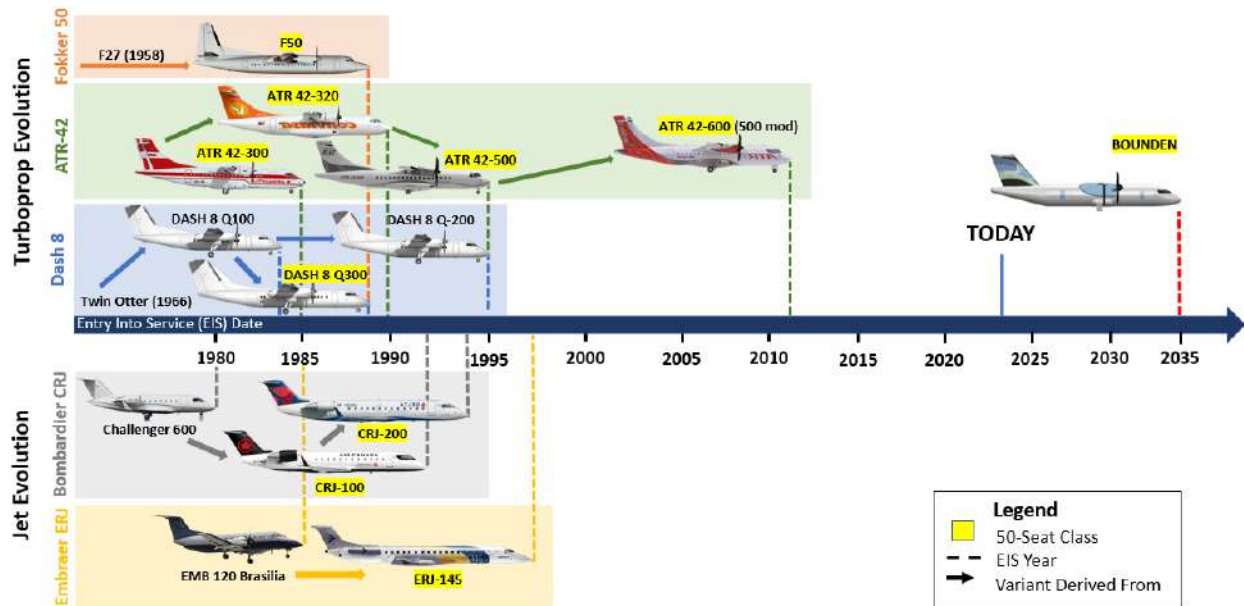 Turboprop Evolution
Fokker 50
F27 (1958)
F50
ATR-42
ATR 42-320
ATR 42-300
ATR 42-500
ATR 42-600 (500 mod)
BOUNDEN
Dash 8
DASH 8 Q100
DASH 8 Q-200
DASH 8 Q300
Twin Otter (1966)
TODAY
Entry Into Service (EIS) Date
1980 1985 1990 1995 2000 2005 2010 2015 2020 2025 2030 2035
Jet Evolution
Bombardier CRJ
Challenger 600
CRJ-200
CRJ-100
Embraer ERJ
EMB 120 Brasilia
ERJ-145
Legend
50-Seat Class
EIS Year
Variant Derived From